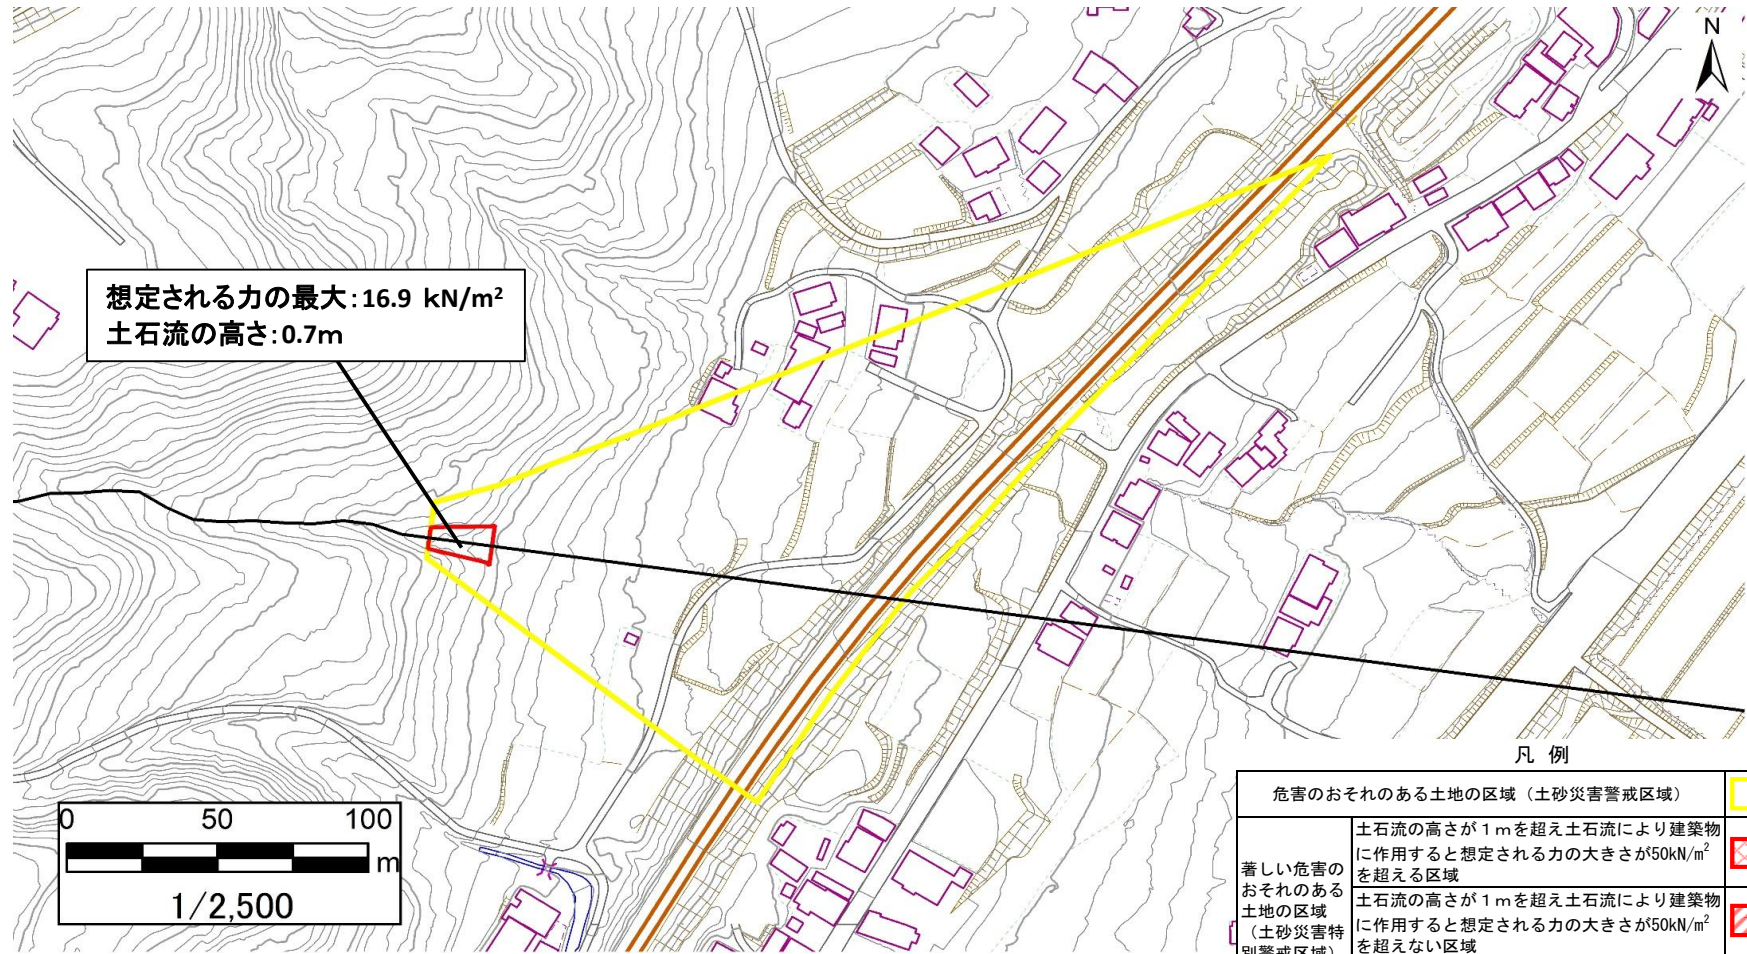 N
想定される力の最大:16.9 kN/m²
土石流の高さ:0.7m
0 50 100
m
1/2,500
凡 例
危害のおそれのある土地の区域（土砂災害警戒区域）
著しい危害の
おそれのある
土地の区域
（土砂災害特
別警戒区域）
土石流の高さが１ｍを超え土石流により建築物
に作用すると想定される力の大きさが50kN/m²
を超える区域
土石流の高さが１ｍを超え土石流により建築物
に作用すると想定される力の大きさが50kN/m²
を超えない区域